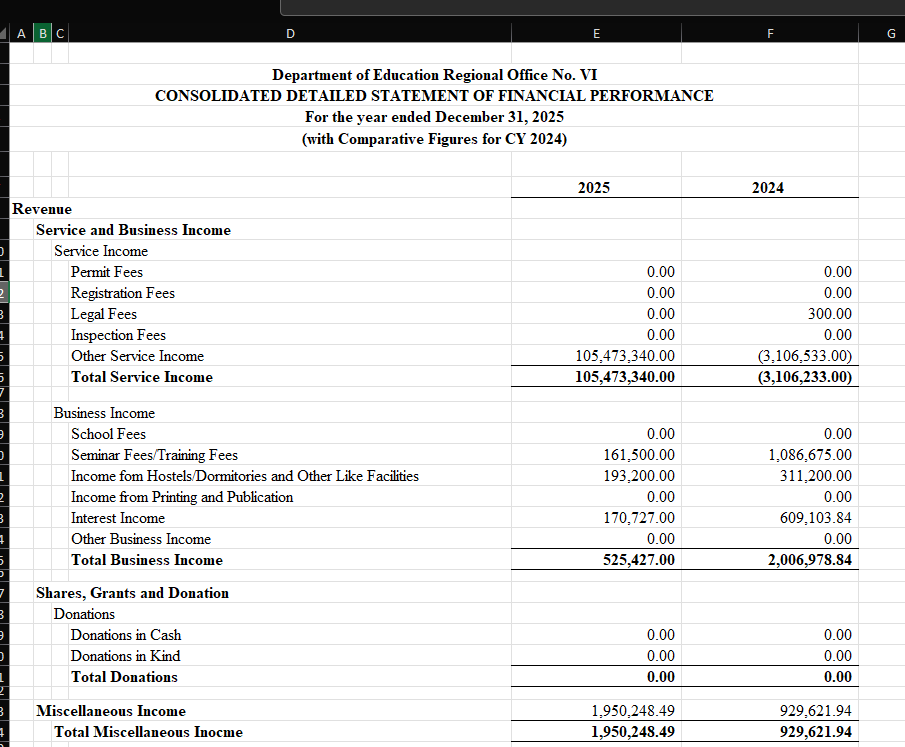 A B C D E F G
Department of Education Regional Office No. VI
CONSOLIDATED DETAILED STATEMENT OF FINANCIAL PERFORMANCE
For the year ended December 31, 2025
(with Comparative Figures for CY 2024)
2025 2024
Revenue
Service and Business Income
Service Income
Permit Fees 0.00 0.00
Registration Fees 0.00 0.00
Legal Fees 0.00 300.00
Inspection Fees 0.00 0.00
Other Service Income 105,473,340.00 (3,106,533.00)
Total Service Income 105,473,340.00 (3,106,233.00)
Business Income
School Fees 0.00 0.00
Seminar Fees/Training Fees 161,500.00 1,086,675.00
Income fom Hostels/Dormitories and Other Like Facilities 193,200.00 311,200.00
Income from Printing and Publication 0.00 0.00
Interest Income 170,727.00 609,103.84
Other Business Income 0.00 0.00
Total Business Income 525,427.00 2,006,978.84
Shares, Grants and Donation
Donations
Donations in Cash 0.00 0.00
Donations in Kind 0.00 0.00
Total Donations 0.00 0.00
Miscellaneous Income 1,950,248.49 929,621.94
Total Miscellaneous Inocme 1,950,248.49 929,621.94